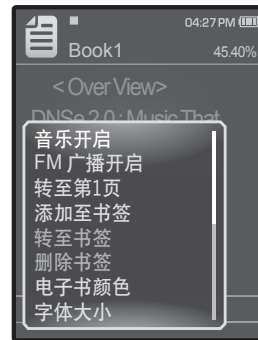 04:27 PM
Book1
45.40%
< Over View>
DNSe 2.0 : Music That
音乐开启
FM 广播开启
转至第1页
添加至书签
转至书签
删除书签
电子书颜色
字体大小